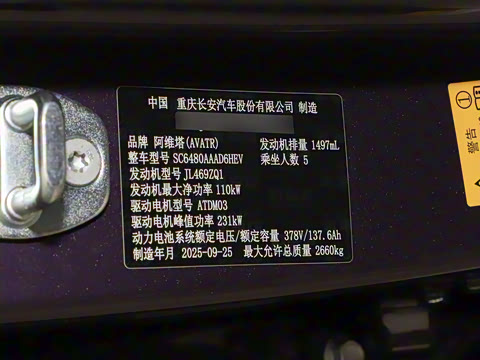 中国 重庆长安汽车股份有限公司 制造
品牌 阿维塔(AVATR) 发动机排量 1497mL
整车型号 SC6480AAAD6HEV 乘坐人数 5
发动机型号 JL469ZQ1
发动机最大净功率 110kW
驱动电机型号 ATDM03
驱动电机峰值功率 231kW
动力电池系统额定电压/额定容量 378V/137.6Ah
制造年月 2025-09-25 最大允许总质量 2660kg
警告